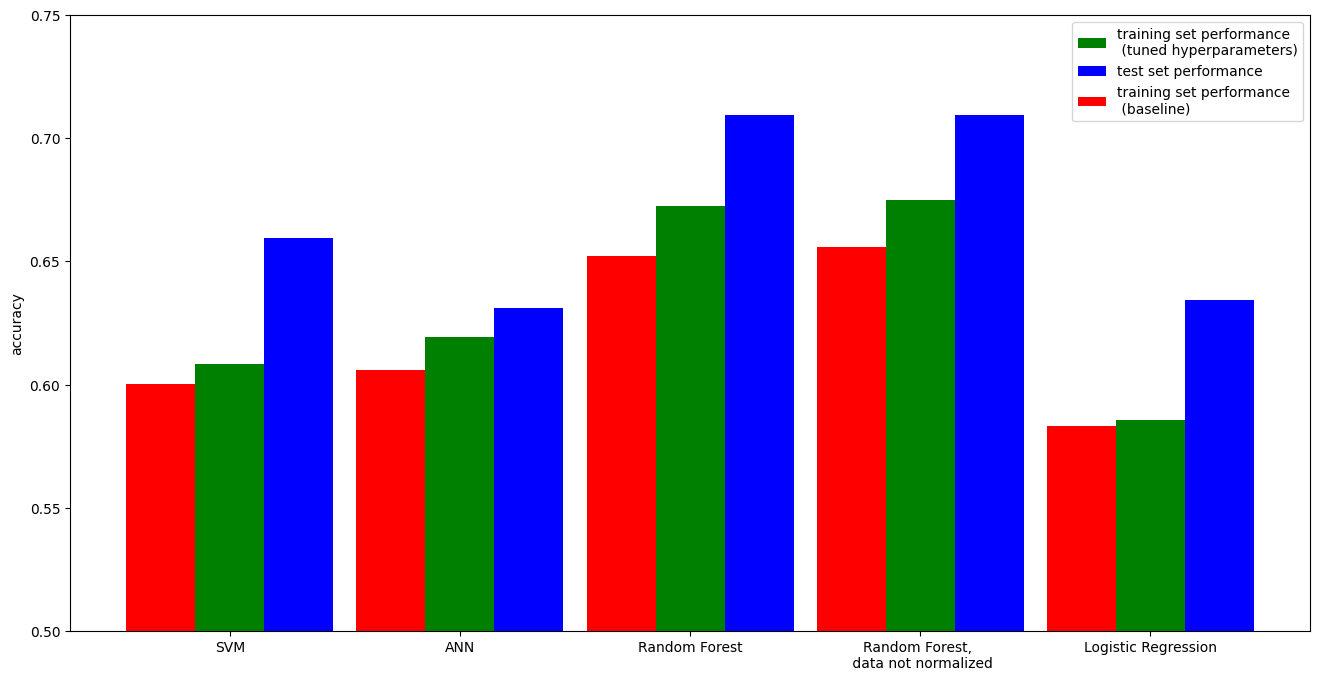 0.75
0.70
0.65
0.60
0.55
0.50
accuracy
training set performance
(tuned hyperparameters)
test set performance
training set performance
(baseline)
SVM
ANN
Random Forest
Random Forest,
data not normalized
Logistic Regression